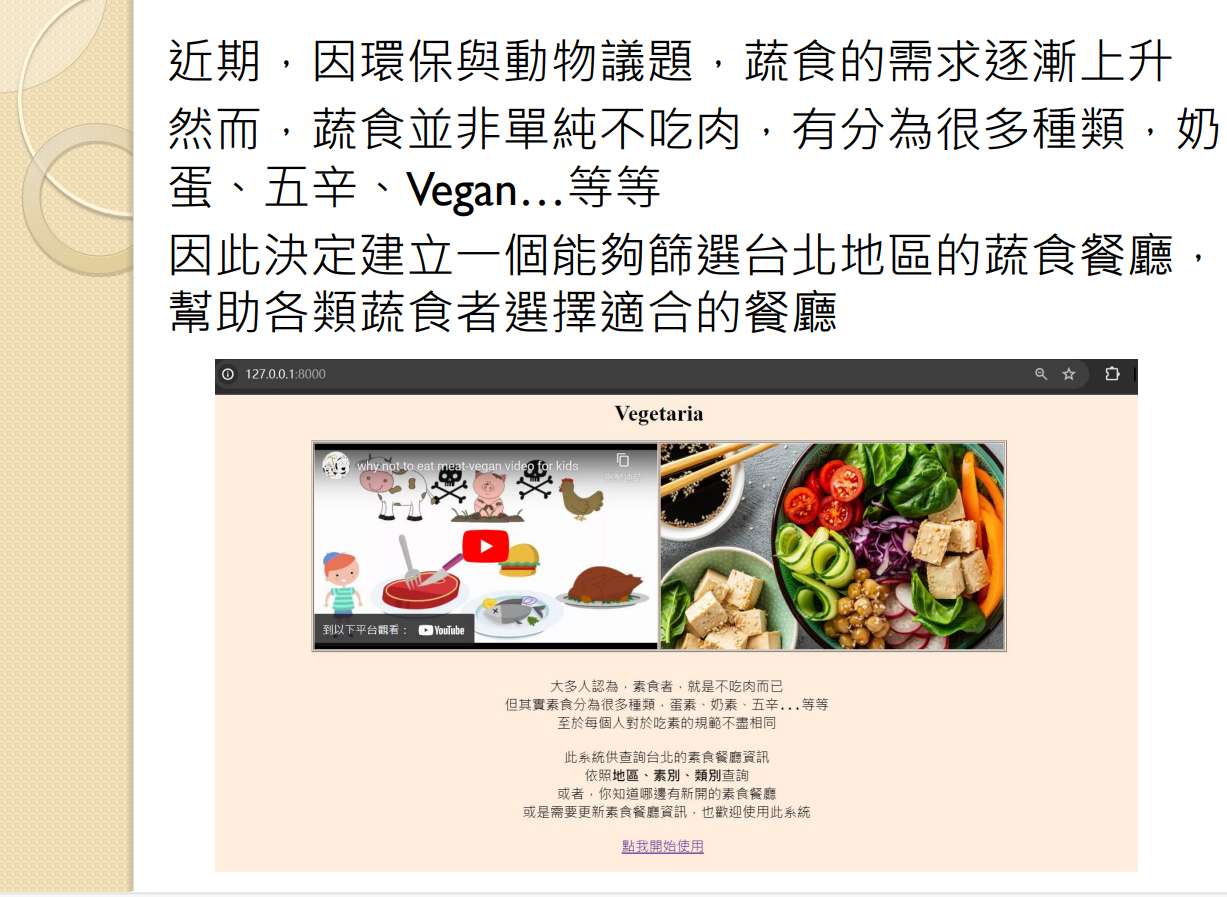 近期，因環保與動物議題，蔬食的需求逐漸上升
然而，蔬食並非單純不吃肉，有分為很多種類，奶
蛋、五辛、Vegan…等等
因此決定建立一個能夠篩選台北地區的蔬食餐廳，
幫助各類蔬食者選擇適合的餐廳
127.0.0.1:8000
Vegetaria
why not to eat meat-vegan video for kids
到以下平台觀看： YouTube
大多人認為，素食者，就是不吃肉而已
但其實素食分為很多種類，蛋素、奶素、五辛...等等
至於每個人對於吃素的規範不盡相同
此系統供查詢台北的素食餐廳資訊
依照地區、素別、類別查詢
或者，你知道哪邊有新開的素食餐廳
或是需要更新素食餐廳資訊，也歡迎使用此系統
點我開始使用